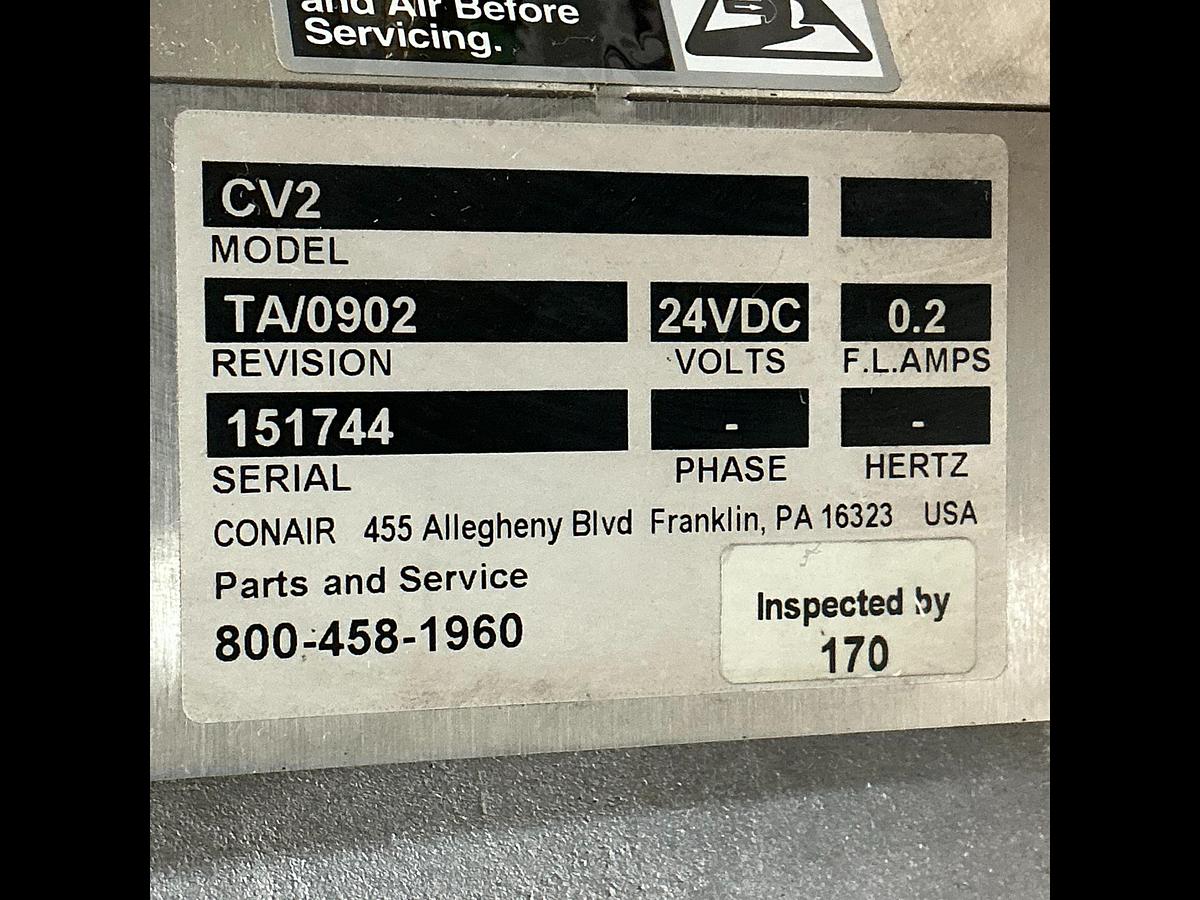 and Air Before
Servicing.
CV2
MODEL
TA/0902 24VDC 0.2
REVISION VOLTS F.L.AMPS
151744 - -
SERIAL PHASE HERTZ
CONAIR 455 Allegheny Blvd Franklin, PA 16323 USA
Parts and Service
800-458-1960
Inspected by
170